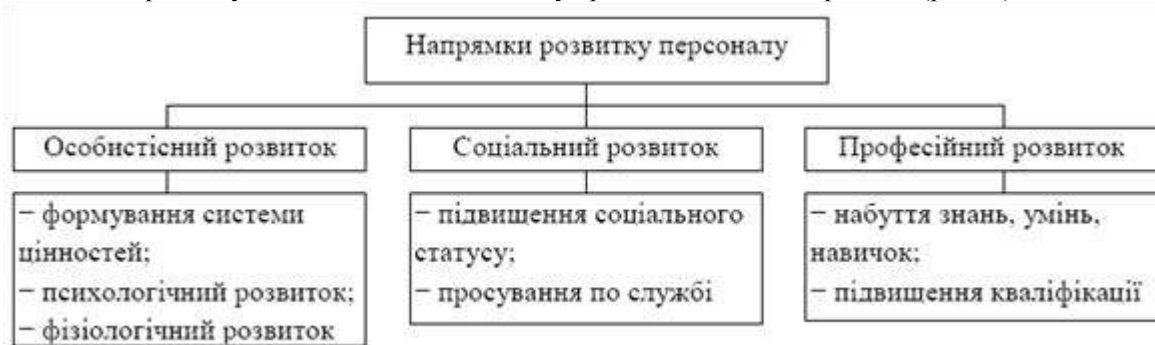 Напрямки розвитку персоналу
Особистісний розвиток
− формування системи
цінностей;
− психологічний розвиток;
− фізіологічний розвиток
Соціальний розвиток
− підвищення соціального
статусу;
− просування по службі
Професійний розвиток
− набуття знань, умінь,
навичок;
− підвищення кваліфікації